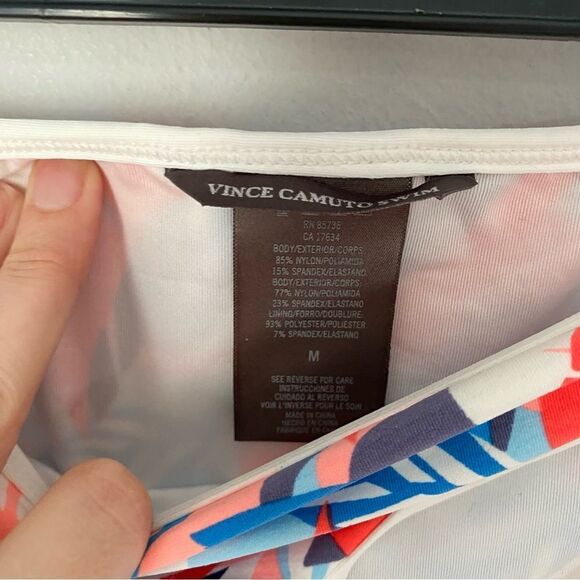 VINCE CAMUTO SWIM
RN 85736
CA 17634
BODY/EXTERIOR/CORPS:
85% NYLON/POLIAMIDA
15% SPANDEX/ELASTANO
BODY/EXTERIOR/CORPS:
77% NYLON/POLIAMIDA
23% SPANDEX/ELASTANO
LINING/FORRO/DOUBLURE:
93% POLYESTER/POLIESTER
7% SPANDEX/ELASTANO
M
SEE REVERSE FOR CARE
INSTRUCCIONES DE
CUIDADO AL REVERSO
VOIR L'INVERSE POUR LE SOIN
MADE IN CHINA
HECHO EN CHINA
FABRIQUE EN